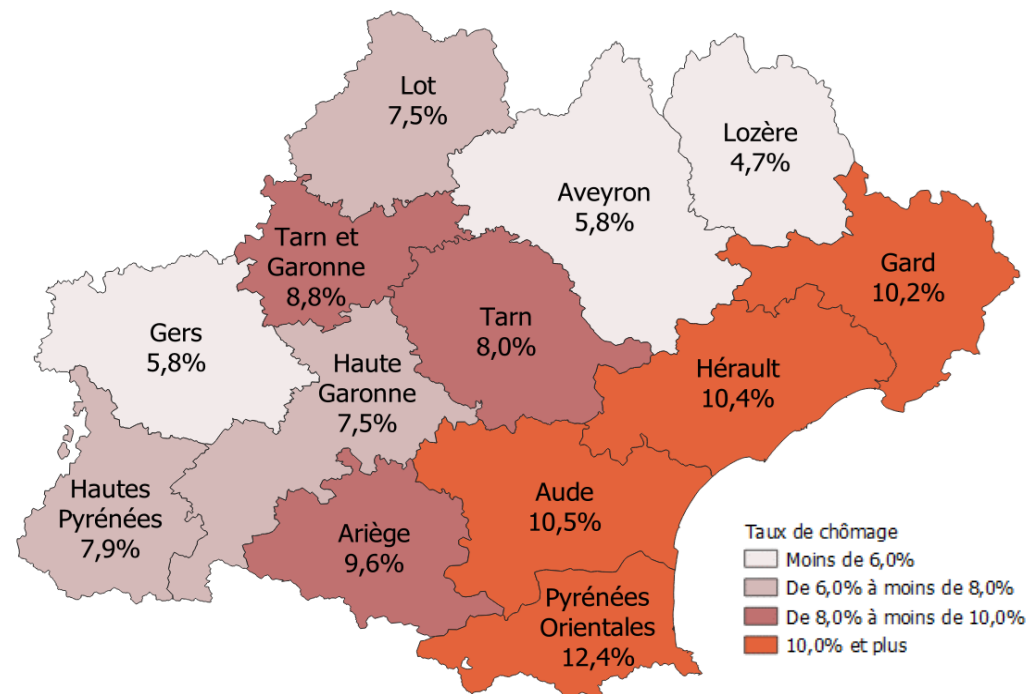 Lot
7,5%
Lozère
4,7%
Aveyron
5,8%
Tarn et
Garonne
8,8%
Gard
10,2%
Gers
5,8%
Tarn
8,0%
Haute
Garonne
7,5%
Hérault
10,4%
Hautes
Pyrénées
7,9%
Ariège
9,6%
Aude
10,5%
Pyrénées
Orientales
12,4%
Taux de chômage
Moins de 6,0%
De 6,0% à moins de 8,0%
De 8,0% à moins de 10,0%
10,0% et plus